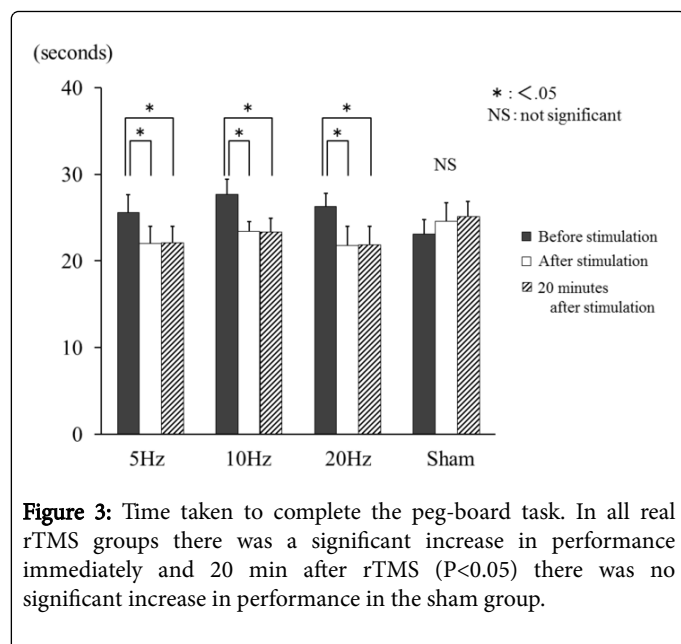 (seconds)
40
30
20
10
0
* * *
* * *
* : <.05
NS : not significant
NS
Before stimulation
After stimulation
20 minutes
after stimulation
5Hz 10Hz 20Hz Sham
Figure 3: Time taken to complete the peg-board task. In all real
rTMS groups there was a significant increase in performance
immediately and 20 min after rTMS (P<0.05) there was no
significant increase in performance in the sham group.